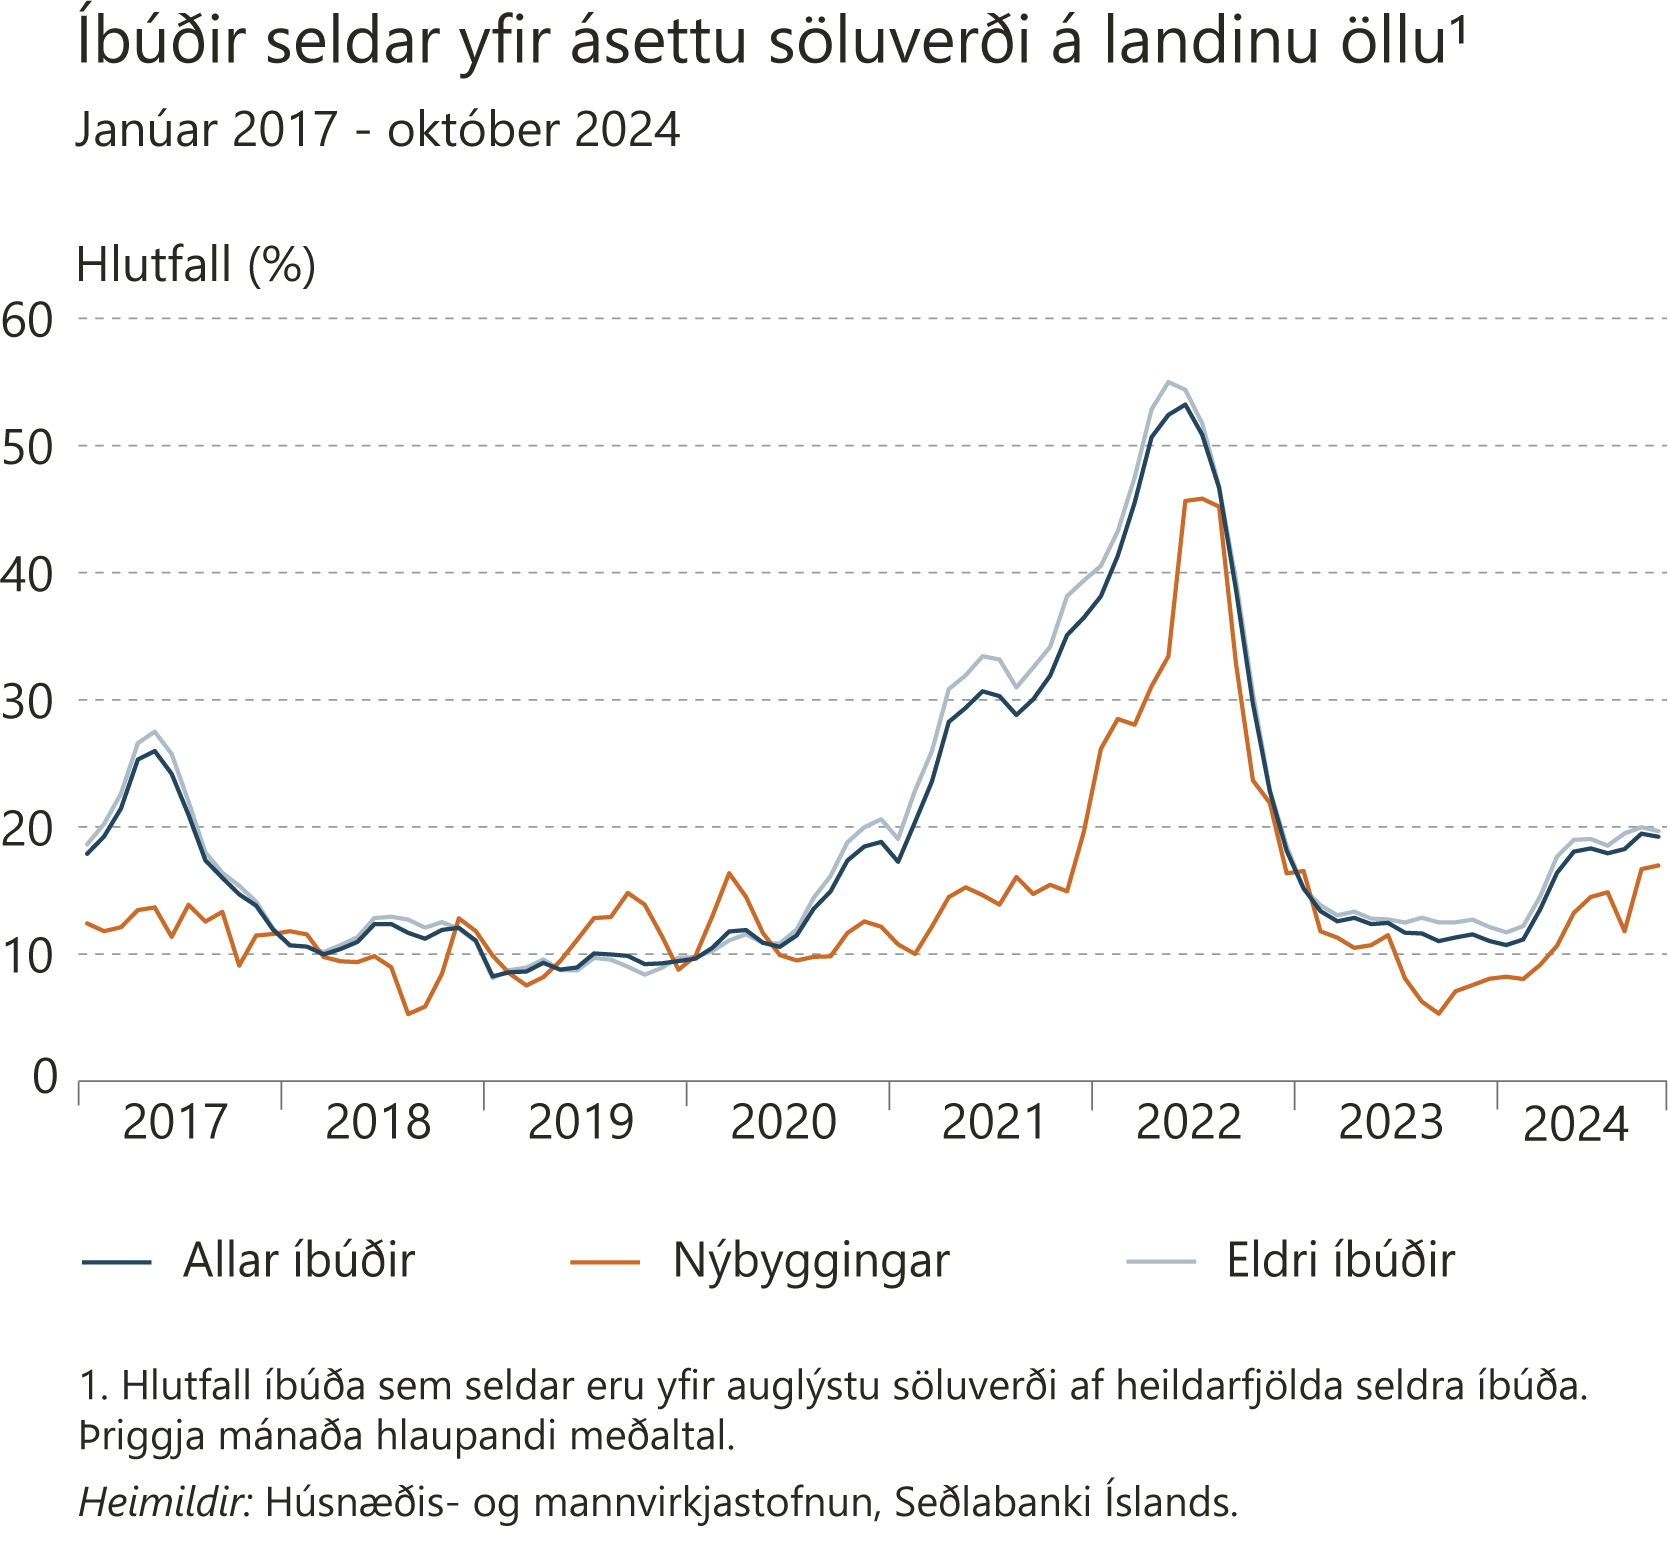 Íbúðir seldar yfir ásettu söluverði á landinu öllu¹
Janúar 2017 - október 2024
Hlutfall (%)
60
50
40
30
20
10
0
2017 2018 2019 2020 2021 2022 2023 2024
Allar íbúðir Nýbyggingar Eldri íbúðir
1. Hlutfall íbúða sem seldar eru yfir auglýstu söluverði af heildarfjölda seldra íbúða.
Þriggja mánaða hlaupandi meðaltal.
Heimildir: Húsnæðis- og mannvirkjastofnun, Seðlabanki Íslands.